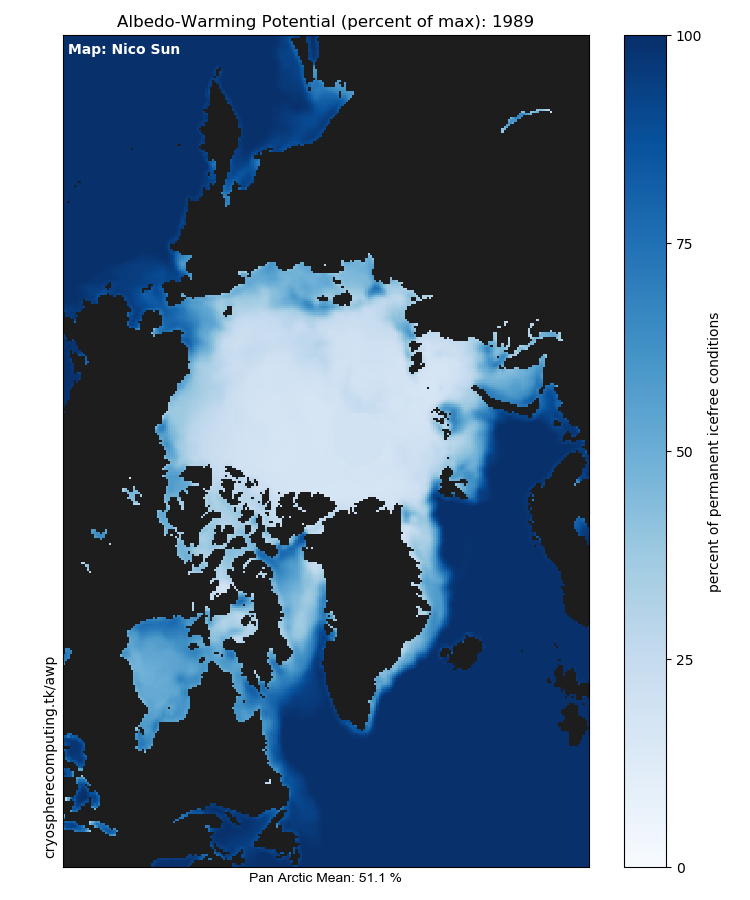 Albedo-Warming Potential (percent of max): 1989
Map: Nico Sun
100
75
50
25
0
percent of permanent icefree conditions
cryospherecomputing.tk/awp
Pan Arctic Mean: 51.1 %